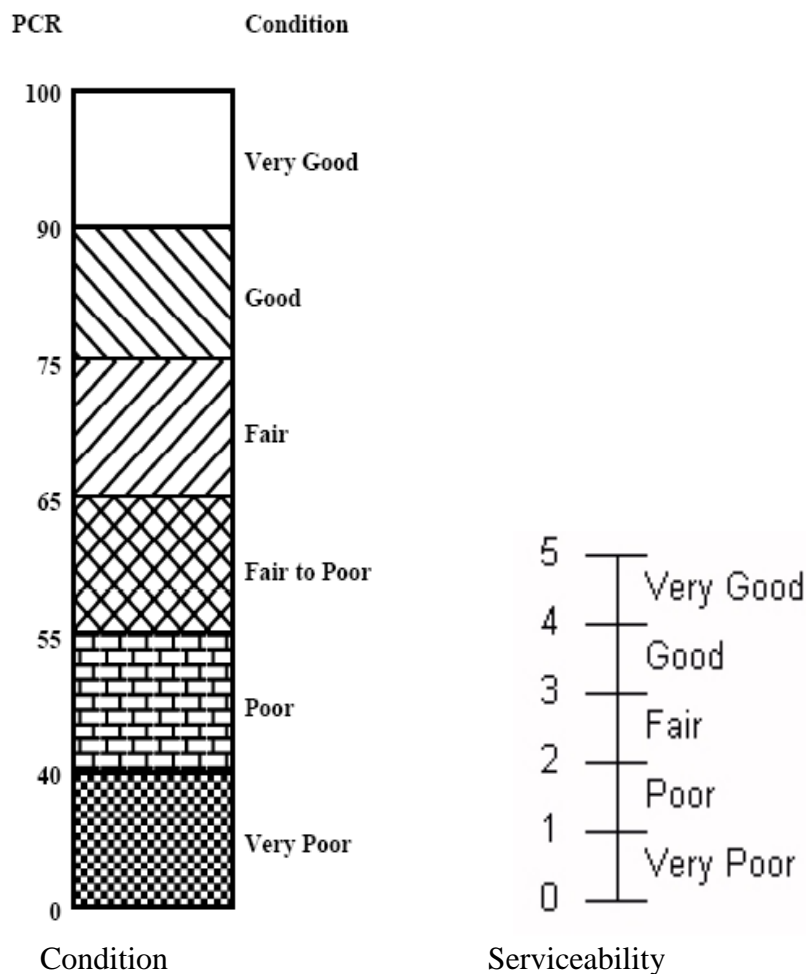 PCR Condition
100
Very Good
90
Good
75
Fair
65
Fair to Poor
55
Poor
40
Very Poor
0
5
Very Good
4
Good
3
Fair
2
Poor
1
Very Poor
0
Condition Serviceability